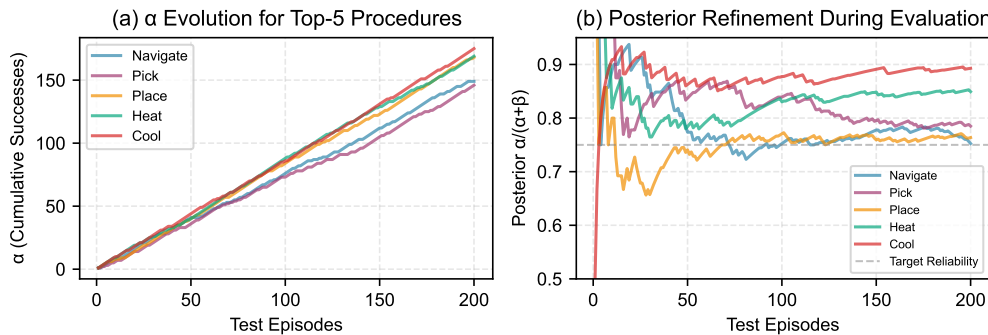 (a) α Evolution for Top-5 Procedures
α (Cumulative Successes)
150
100
50
0
Navigate
Pick
Place
Heat
Cool
0 50 100 150 200
Test Episodes
(b) Posterior Refinement During Evaluation
Posterior α/(α+β)
0.9
0.8
0.7
0.6
0.5
Navigate
Pick
Place
Heat
Cool
Target Reliability
0 50 100 150 200
Test Episodes